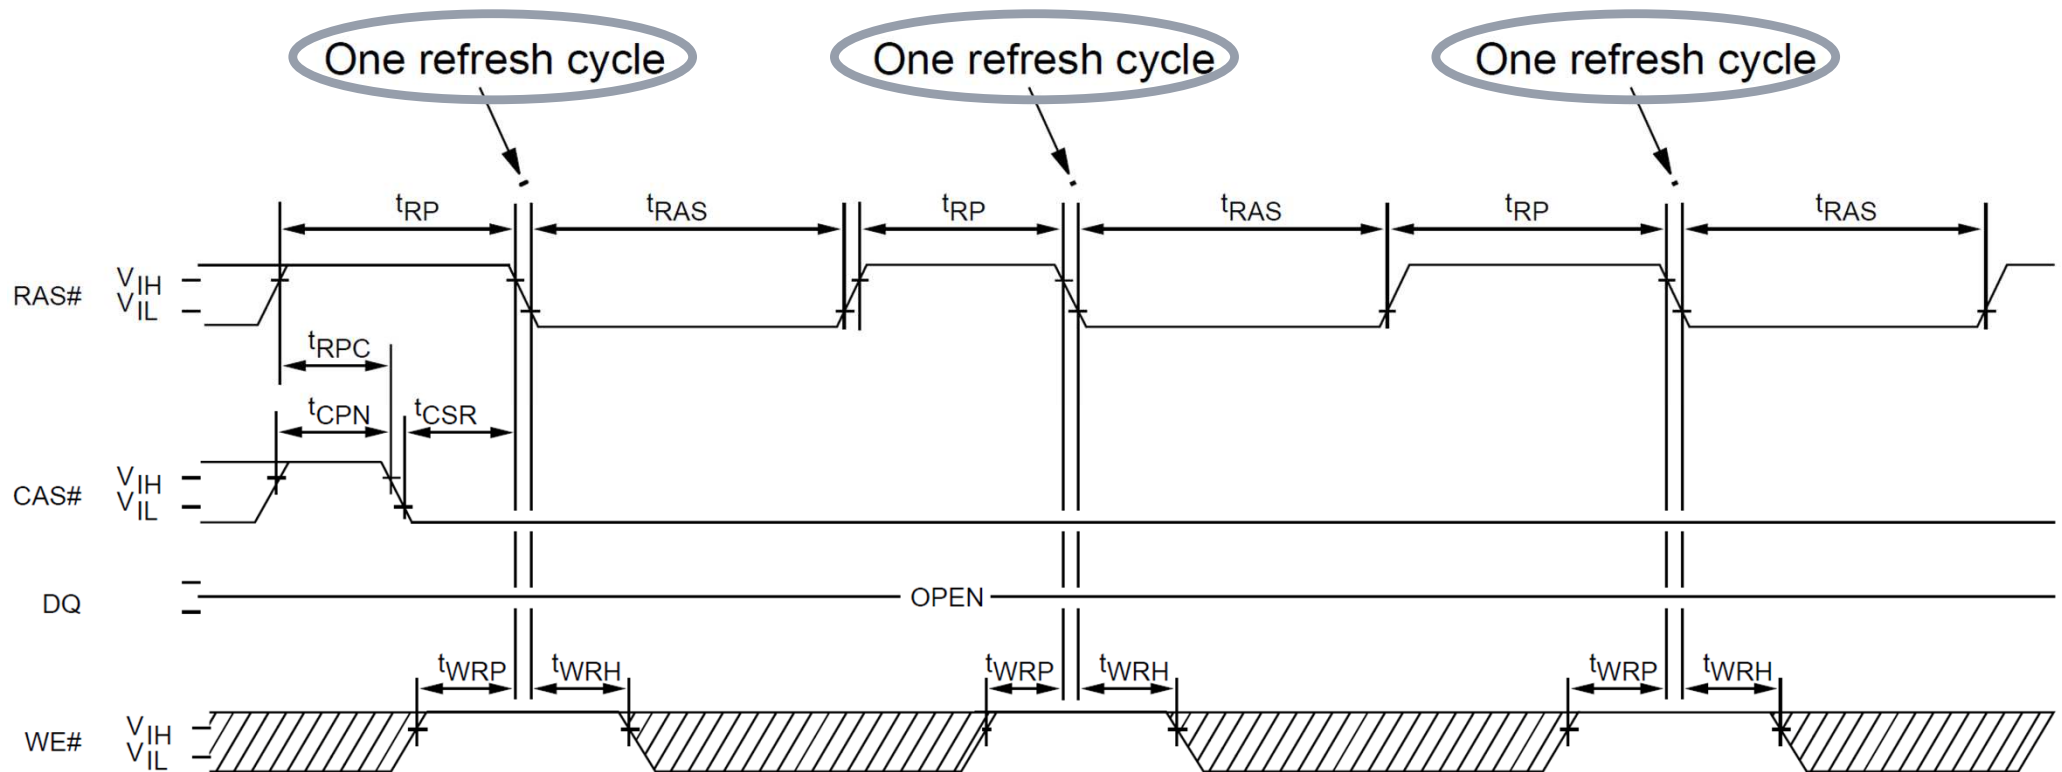 One refresh cycle One refresh cycle One refresh cycle
tRP tRAS tRP tRAS tRP tRAS
RAS# VIH
VIL
tRPC
tCPN tCSR
CAS# VIH
VIL
DQ OPEN
tWRP tWRH tWRP tWRH tWRP tWRH
WE# VIH
VIL